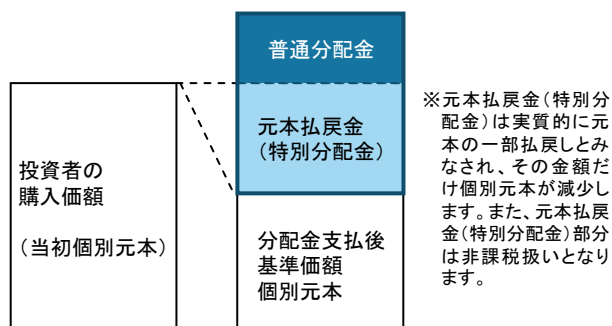 普通分配金
元本払戻金
(特別分配金)
投資者の
購入価額
(当初個別元本)
分配金支払後
基準価額
個別元本
※元本払戻金(特別分
配金)は実質的に元
本の一部払戻しとみ
なされ、その金額だ
け個別元本が減少し
ます。また、元本払戻
金(特別分配金)部分
は非課税扱いとなり
ます。